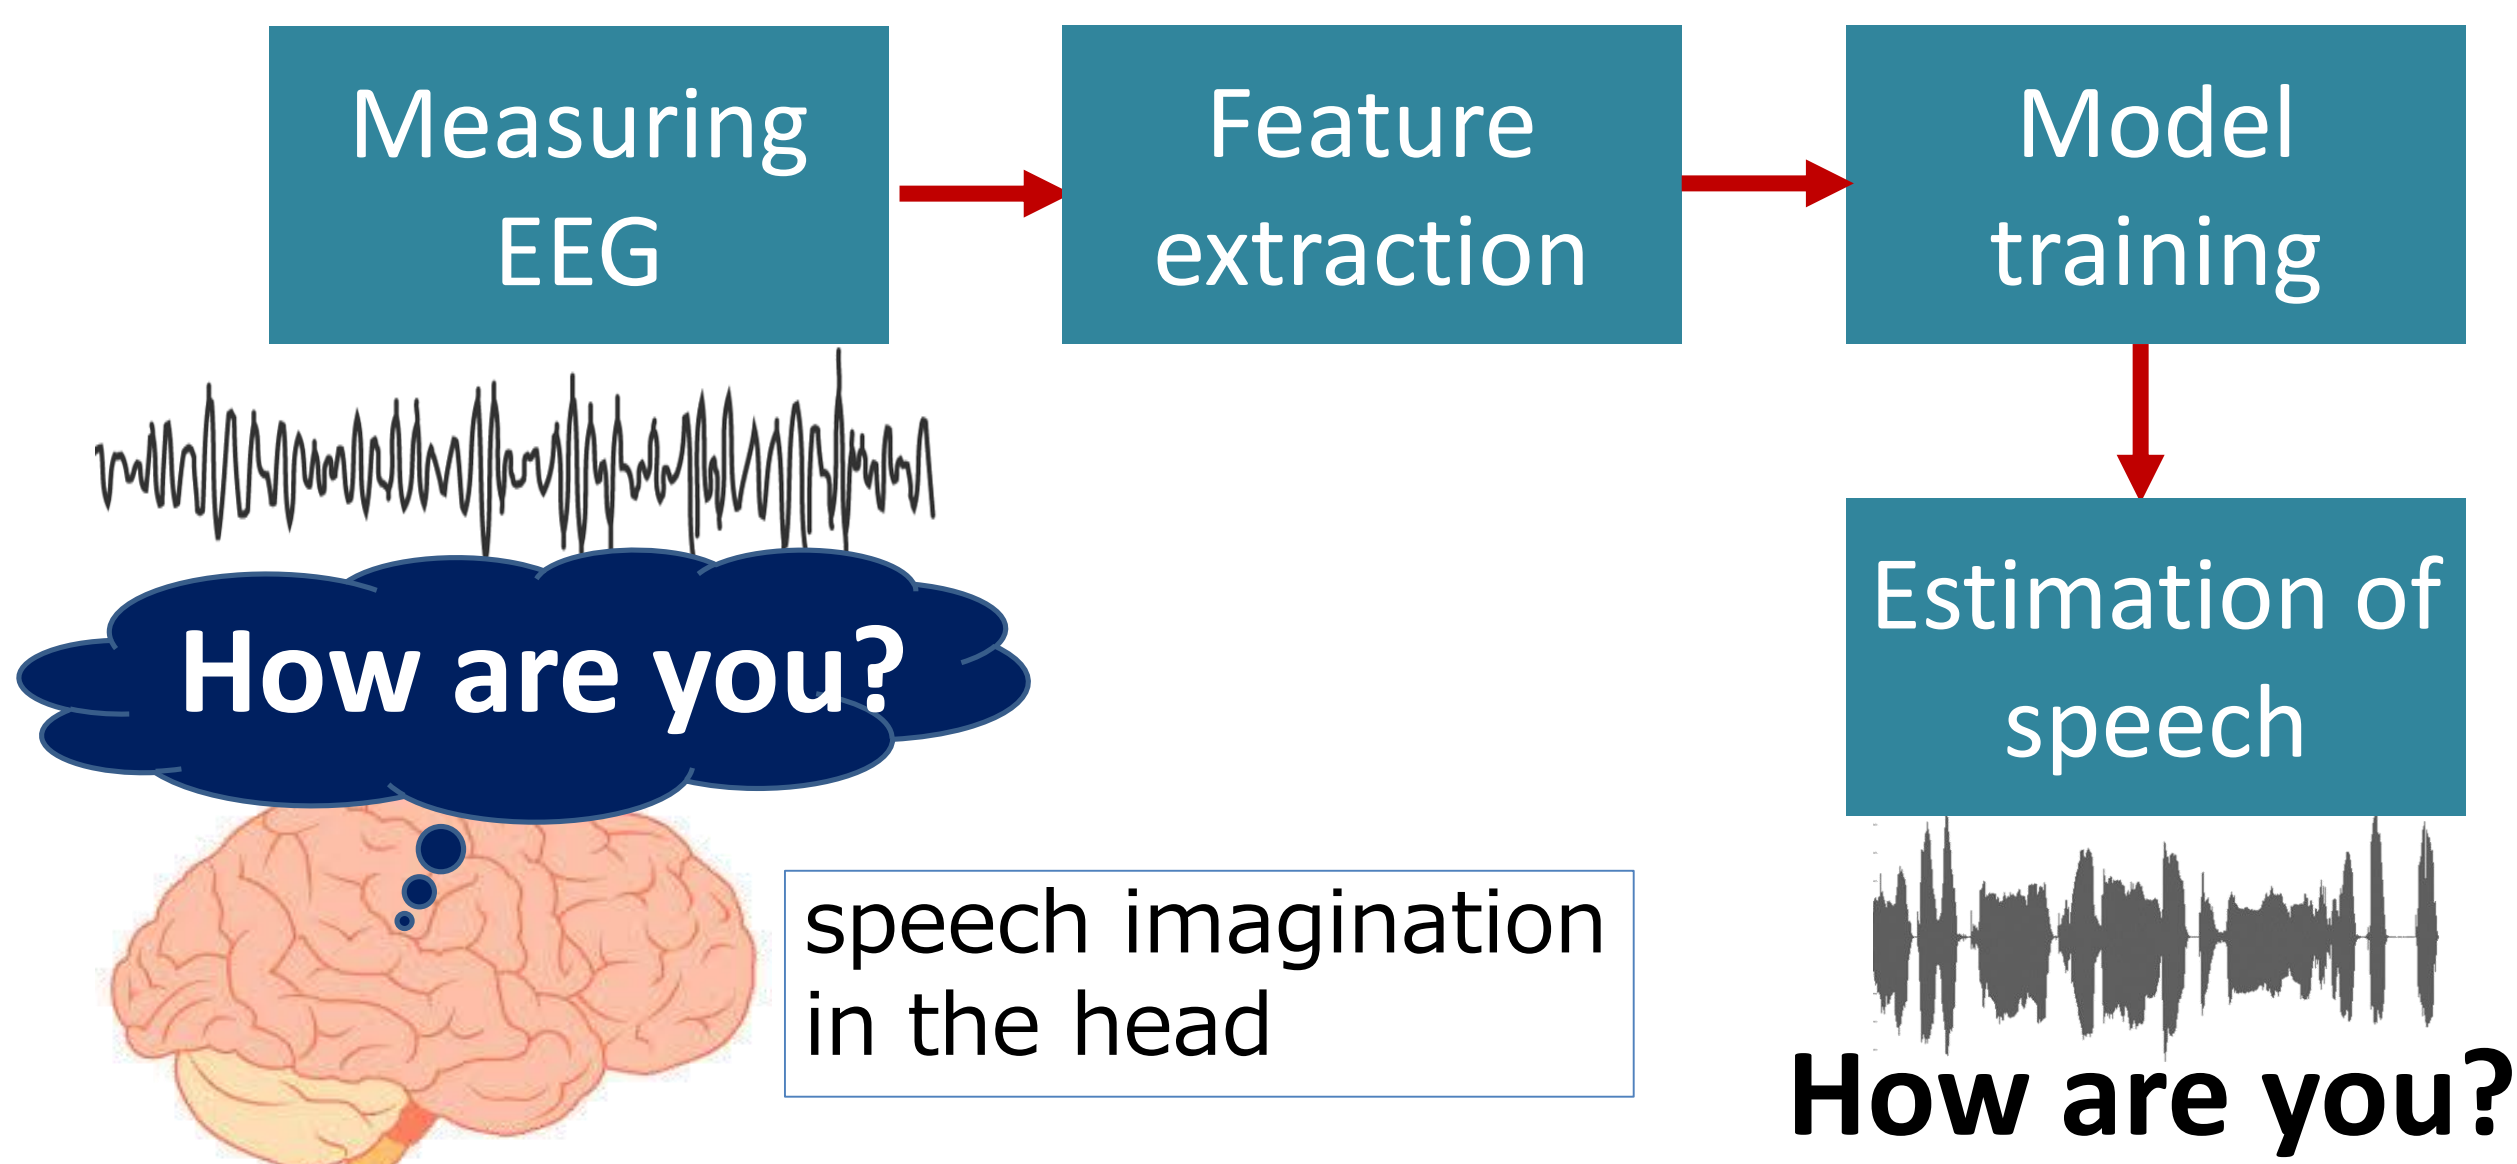 Measuring
EEG
Feature
extraction
Model
training
Estimation of
speech
How are you?
speech imagination
in the head
How are you?